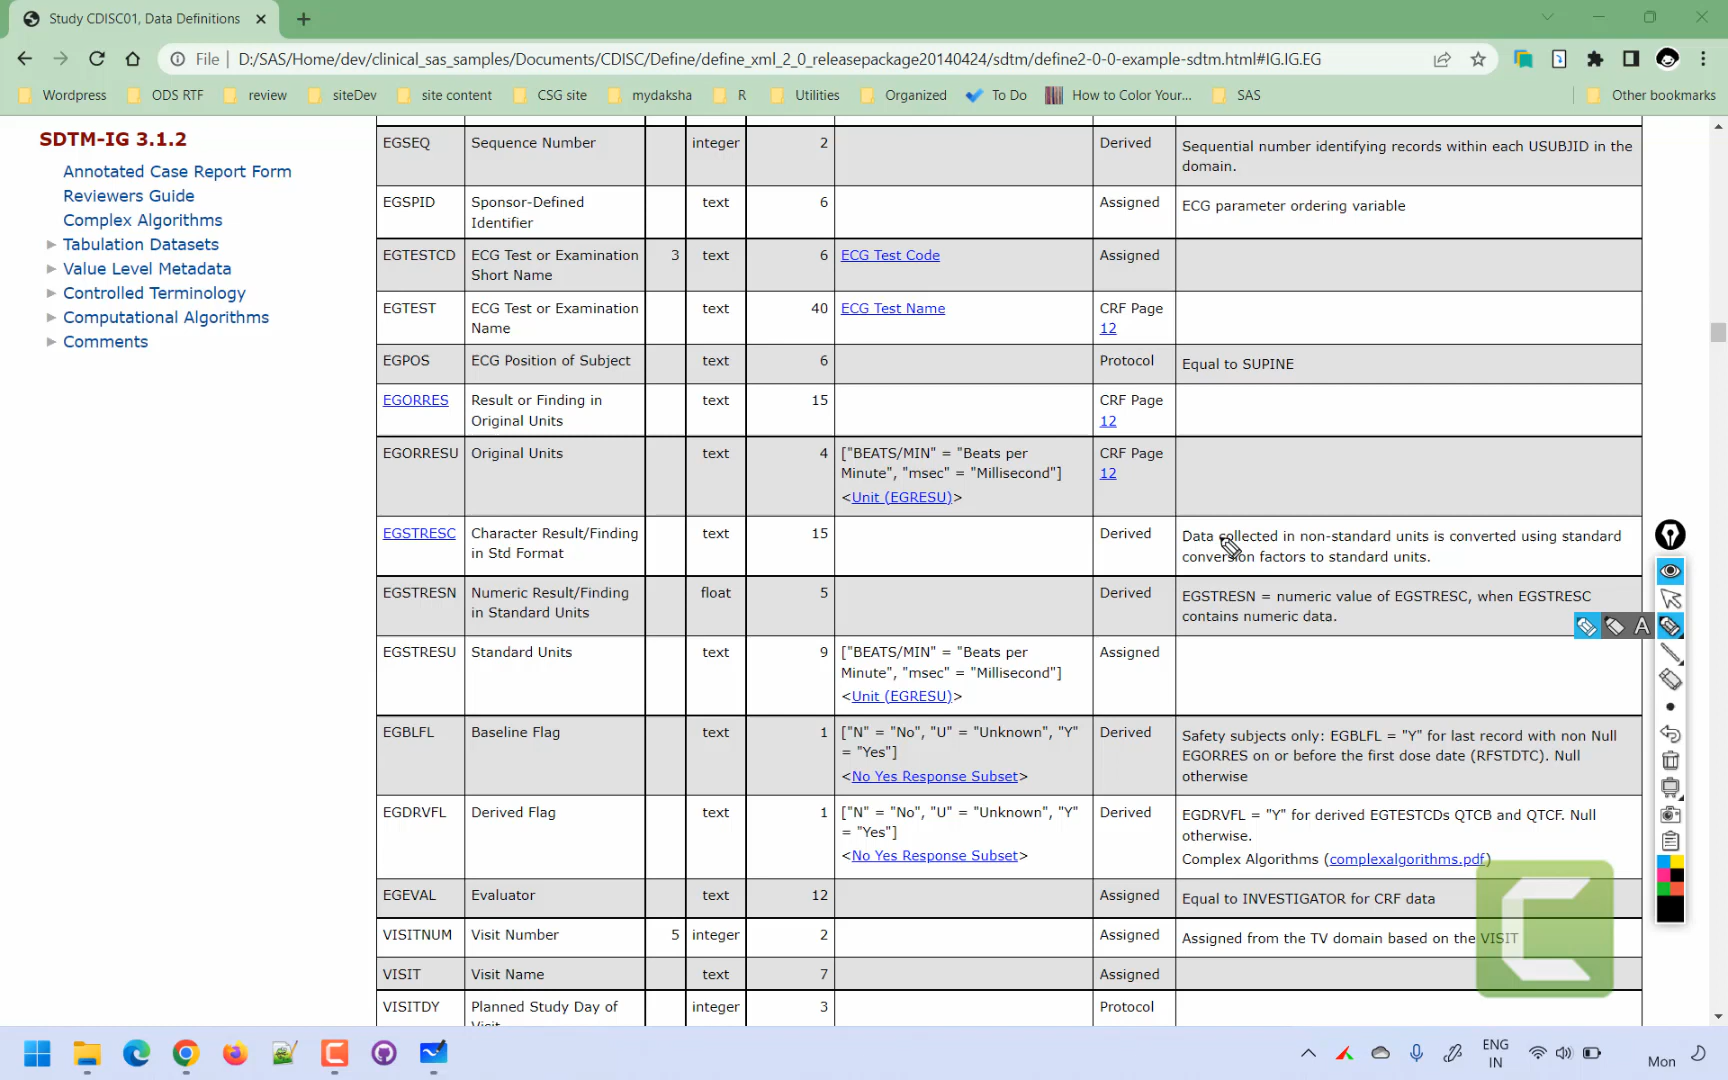 Study CDISC01, Data Definitions
File | D:/SAS/Home/dev/clinical_sas_samples/Documents/CDISC/Define/define_xml_2_0_releasepackage20140424/sdtm/define2-0-0-example-sdtm.html#IG.IG.EG
Wordpress ODS RTF review siteDev site content CSG site mydaksha R Utilities Organized To Do How to Color Your... SAS Other bookmarks
SDTM-IG 3.1.2
Annotated Case Report Form
Reviewers Guide
Complex Algorithms
Tabulation Datasets
Value Level Metadata
Controlled Terminology
Computational Algorithms
Comments
EGSEQ Sequence Number integer 2 Derived Sequential number identifying records within each USUBJID in the
domain.
EGSPID Sponsor-Defined text 6 Assigned ECG parameter ordering variable
Identifier
EGTESTCD ECG Test or Examination 3 text 6 ECG Test Code Assigned
Short Name
EGTEST ECG Test or Examination text 40 ECG Test Name CRF Page
Name 12
EGPOS ECG Position of Subject text 6 Protocol Equal to SUPINE
EGORRES Result or Finding in text 15 CRF Page
Original Units 12
EGORRESU Original Units text 4 ["BEATS/MIN" = "Beats per CRF Page
Minute", "msec" = "Millisecond"] 12
<Unit (EGRESU)>
EGSTRESC Character Result/Finding text 15 Derived Data collected in non-standard units is converted using standard
in Std Format conversion factors to standard units.
EGSTRESN Numeric Result/Finding float 5 Derived EGSTRESN = numeric value of EGSTRESC, when EGSTRESC
in Standard Units contains numeric data.
A
EGSTRESU Standard Units text 9 ["BEATS/MIN" = "Beats per Assigned
Minute", "msec" = "Millisecond"]
<Unit (EGRESU)>
EGBLFL Baseline Flag text 1 ["N" = "No", "U" = "Unknown", "Y" Derived Safety subjects only: EGBLFL = "Y" for last record with non Null
= "Yes"] EGORRES on or before the first dose date (RFSTDTC). Null
<No Yes Response Subset> otherwise
EGDRVFL Derived Flag text 1 ["N" = "No", "U" = "Unknown", "Y" Derived EGDRVFL = "Y" for derived EGTESTCDs QTCB and QTCF. Null
= "Yes"] otherwise.
<No Yes Response Subset> Complex Algorithms (complexalgorithms.pdf)
EGEVAL Evaluator text 12 Assigned Equal to INVESTIGATOR for CRF data
VISITNUM Visit Number 5 integer 2 Assigned Assigned from the TV domain based on the VISIT
VISIT Visit Name text 7 Assigned
VISITDY Planned Study Day of integer 3 Protocol
ENG
IN
Mon